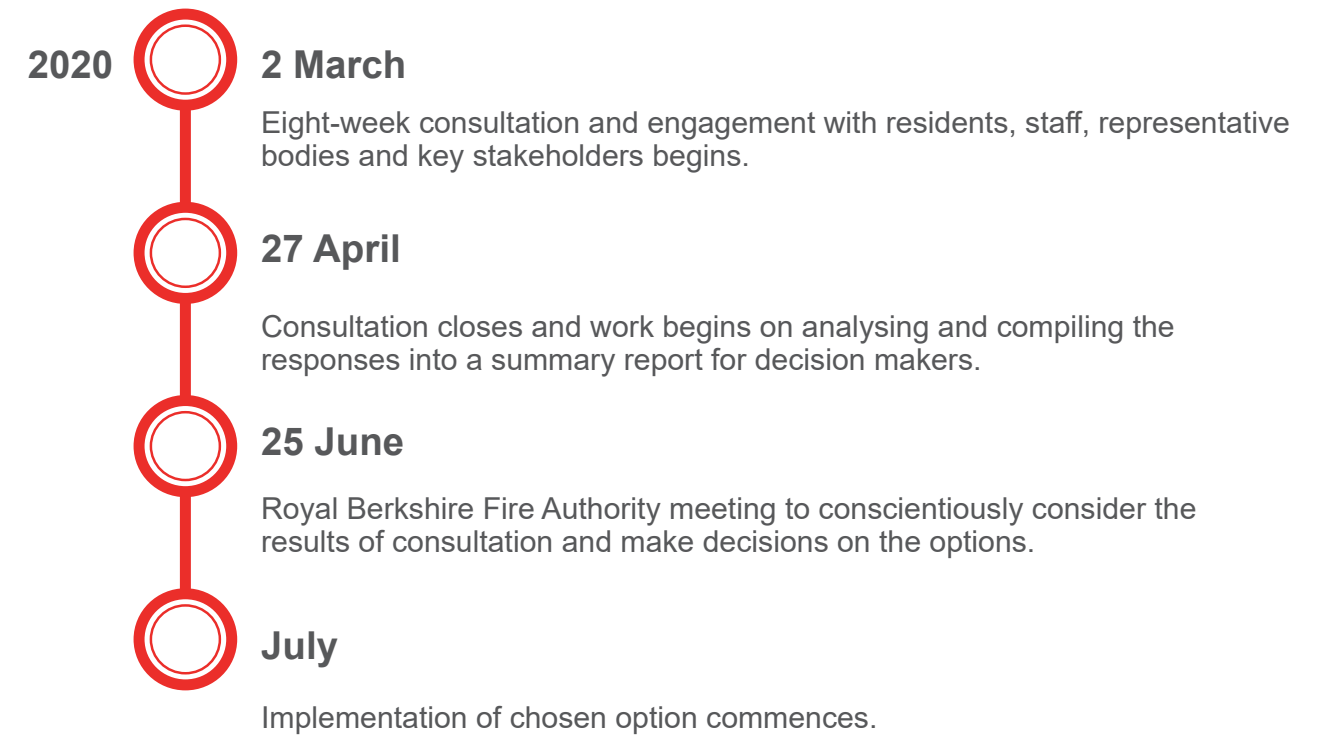 2020
2 March
Eight-week consultation and engagement with residents, staff, representative
bodies and key stakeholders begins.
27 April
Consultation closes and work begins on analysing and compiling the
responses into a summary report for decision makers.
25 June
Royal Berkshire Fire Authority meeting to conscientiously consider the
results of consultation and make decisions on the options.
July
Implementation of chosen option commences.